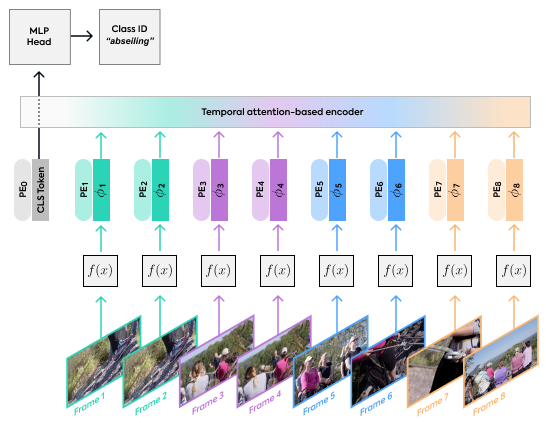 MLP
Head
Class ID
"abseiling"
Temporal attention-based encoder
PE0 CLS Token
PE1 ϕ1
PE2 ϕ2
PE3 ϕ3
PE4 ϕ4
PE5 ϕ5
PE6 ϕ6
PE7 ϕ7
PE8 ϕ8
f(x) f(x) f(x) f(x) f(x) f(x) f(x) f(x)
Frame 1 Frame 2 Frame 3 Frame 4 Frame 5 Frame 6 Frame 7 Frame 8